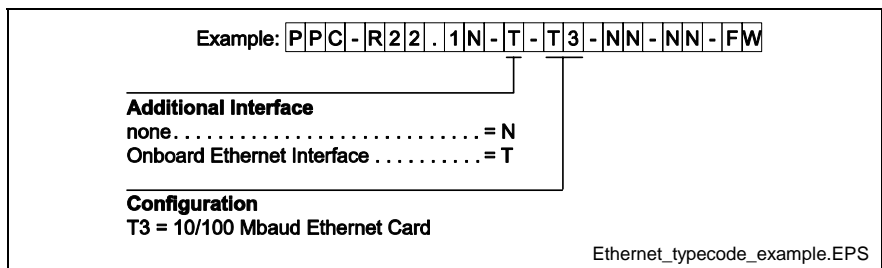 Example: PPC-R22.1N-T-T3-NN-NN-FW
Additional Interface
none............................= N
Onboard Ethernet Interface ..........= T
Configuration
T3 = 10/100 Mbaud Ethernet Card
Ethernet_typecode_example.EPS